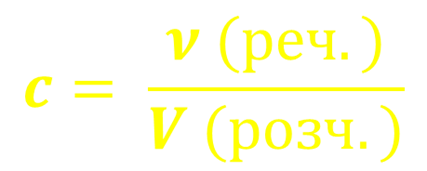 𝝂 (реч. )
c =
V (розч. )